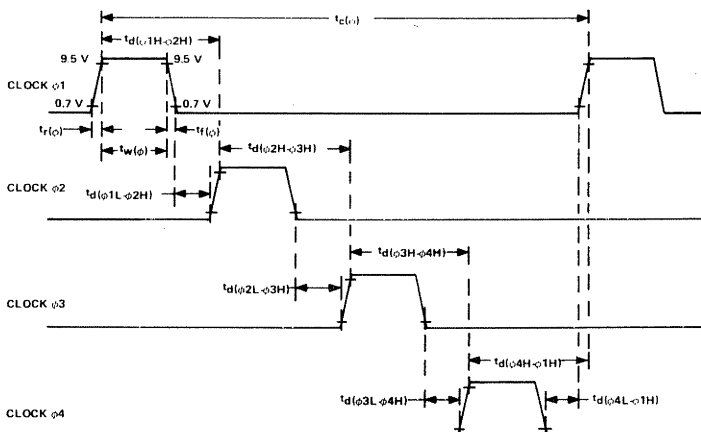 tc(φ)
td(φ1H-φ2H)
9.5 V
9.5 V
CLOCK φ1
0.7 V
0.7 V
tr(φ)
tf(φ)
tw(φ)
td(φ2H-φ3H)
CLOCK φ2
td(φ1L-φ2H)
td(φ3H-φ4H)
td(φ2L-φ3H)
CLOCK φ3
td(φ4H-φ1H)
td(φ3L-φ4H)
td(φ4L-φ1H)
CLOCK φ4